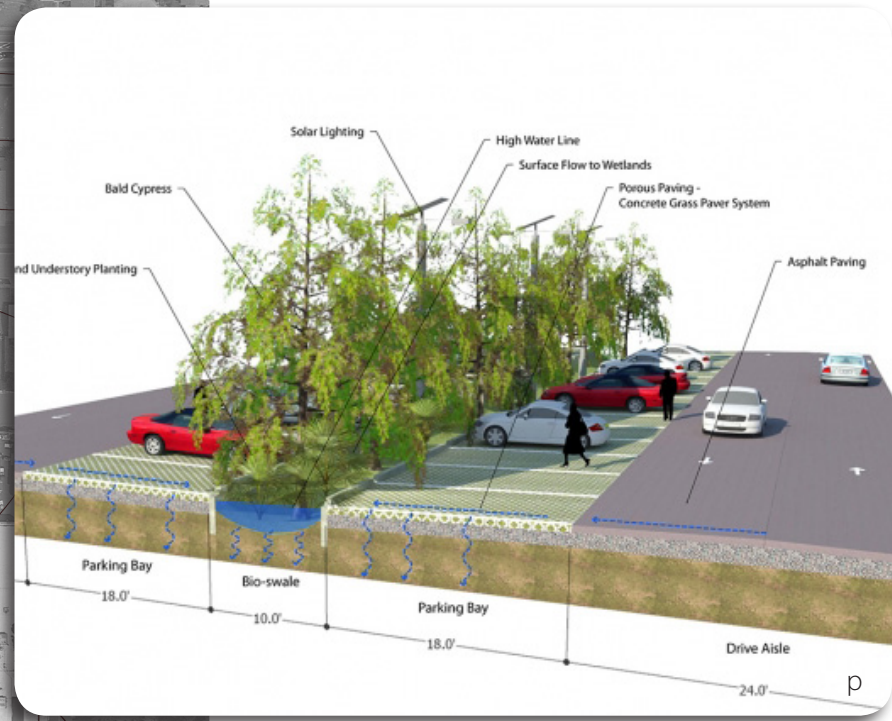 Solar Lighting
High Water Line
Surface Flow to Wetlands
Bald Cypress
Porous Paving -
Concrete Grass Paver System
nd Understory Planting
Asphalt Paving
Parking Bay
Bio-swale
Parking Bay
Drive Aisle
18.0'
10.0'
18.0'
24.0'
p